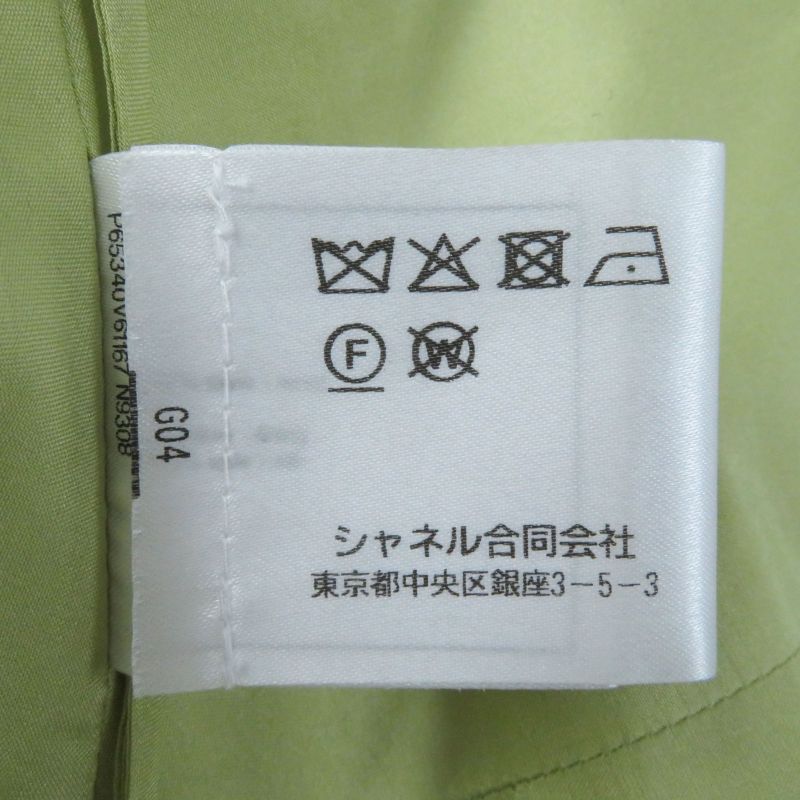 F W
シャネル合同会社
東京都中央区銀座3-5-3
G04
P65340V61167 N9308